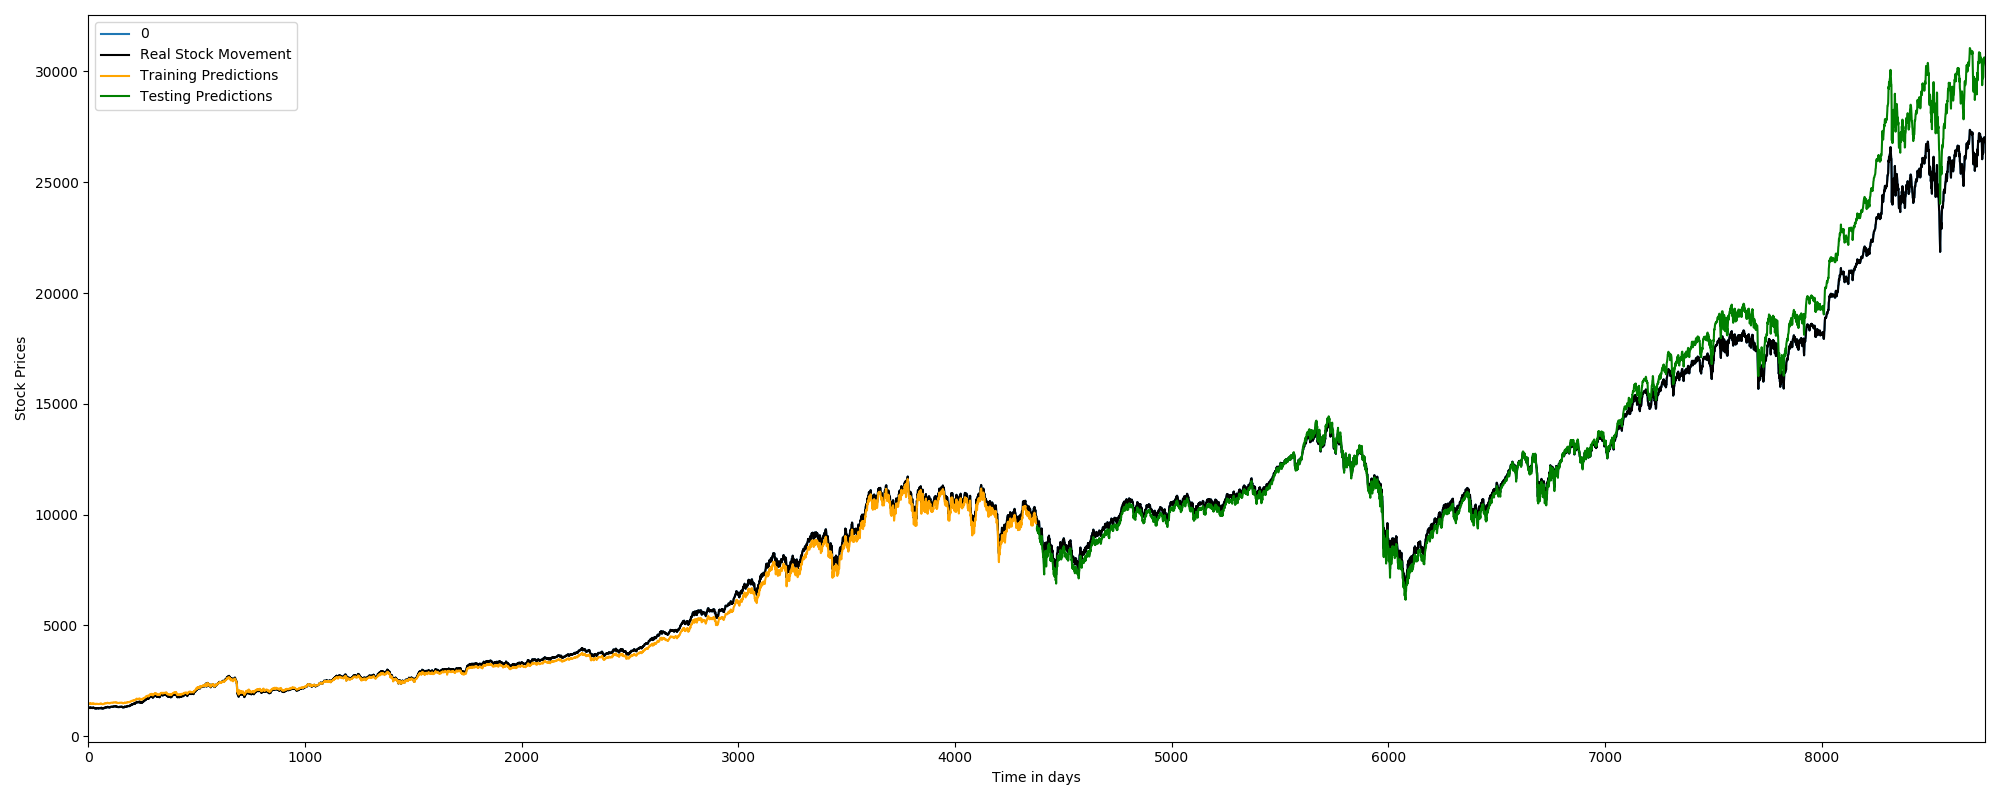 0
Real Stock Movement
Training Predictions
Testing Predictions
30000
25000
20000
15000
10000
5000
0
Stock Prices
0 1000 2000 3000 4000 5000 6000 7000 8000
Time in days